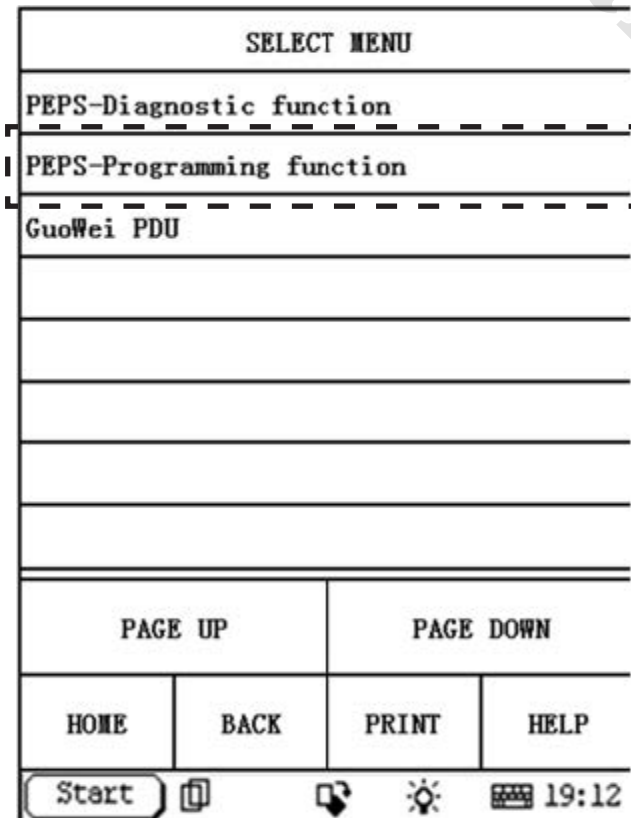 SELECT MENU
PEPS-Diagnostic function
PEPS-Programming function
GuoWei PDU
PAGE UP PAGE DOWN
HOME BACK PRINT HELP
Start 19:12